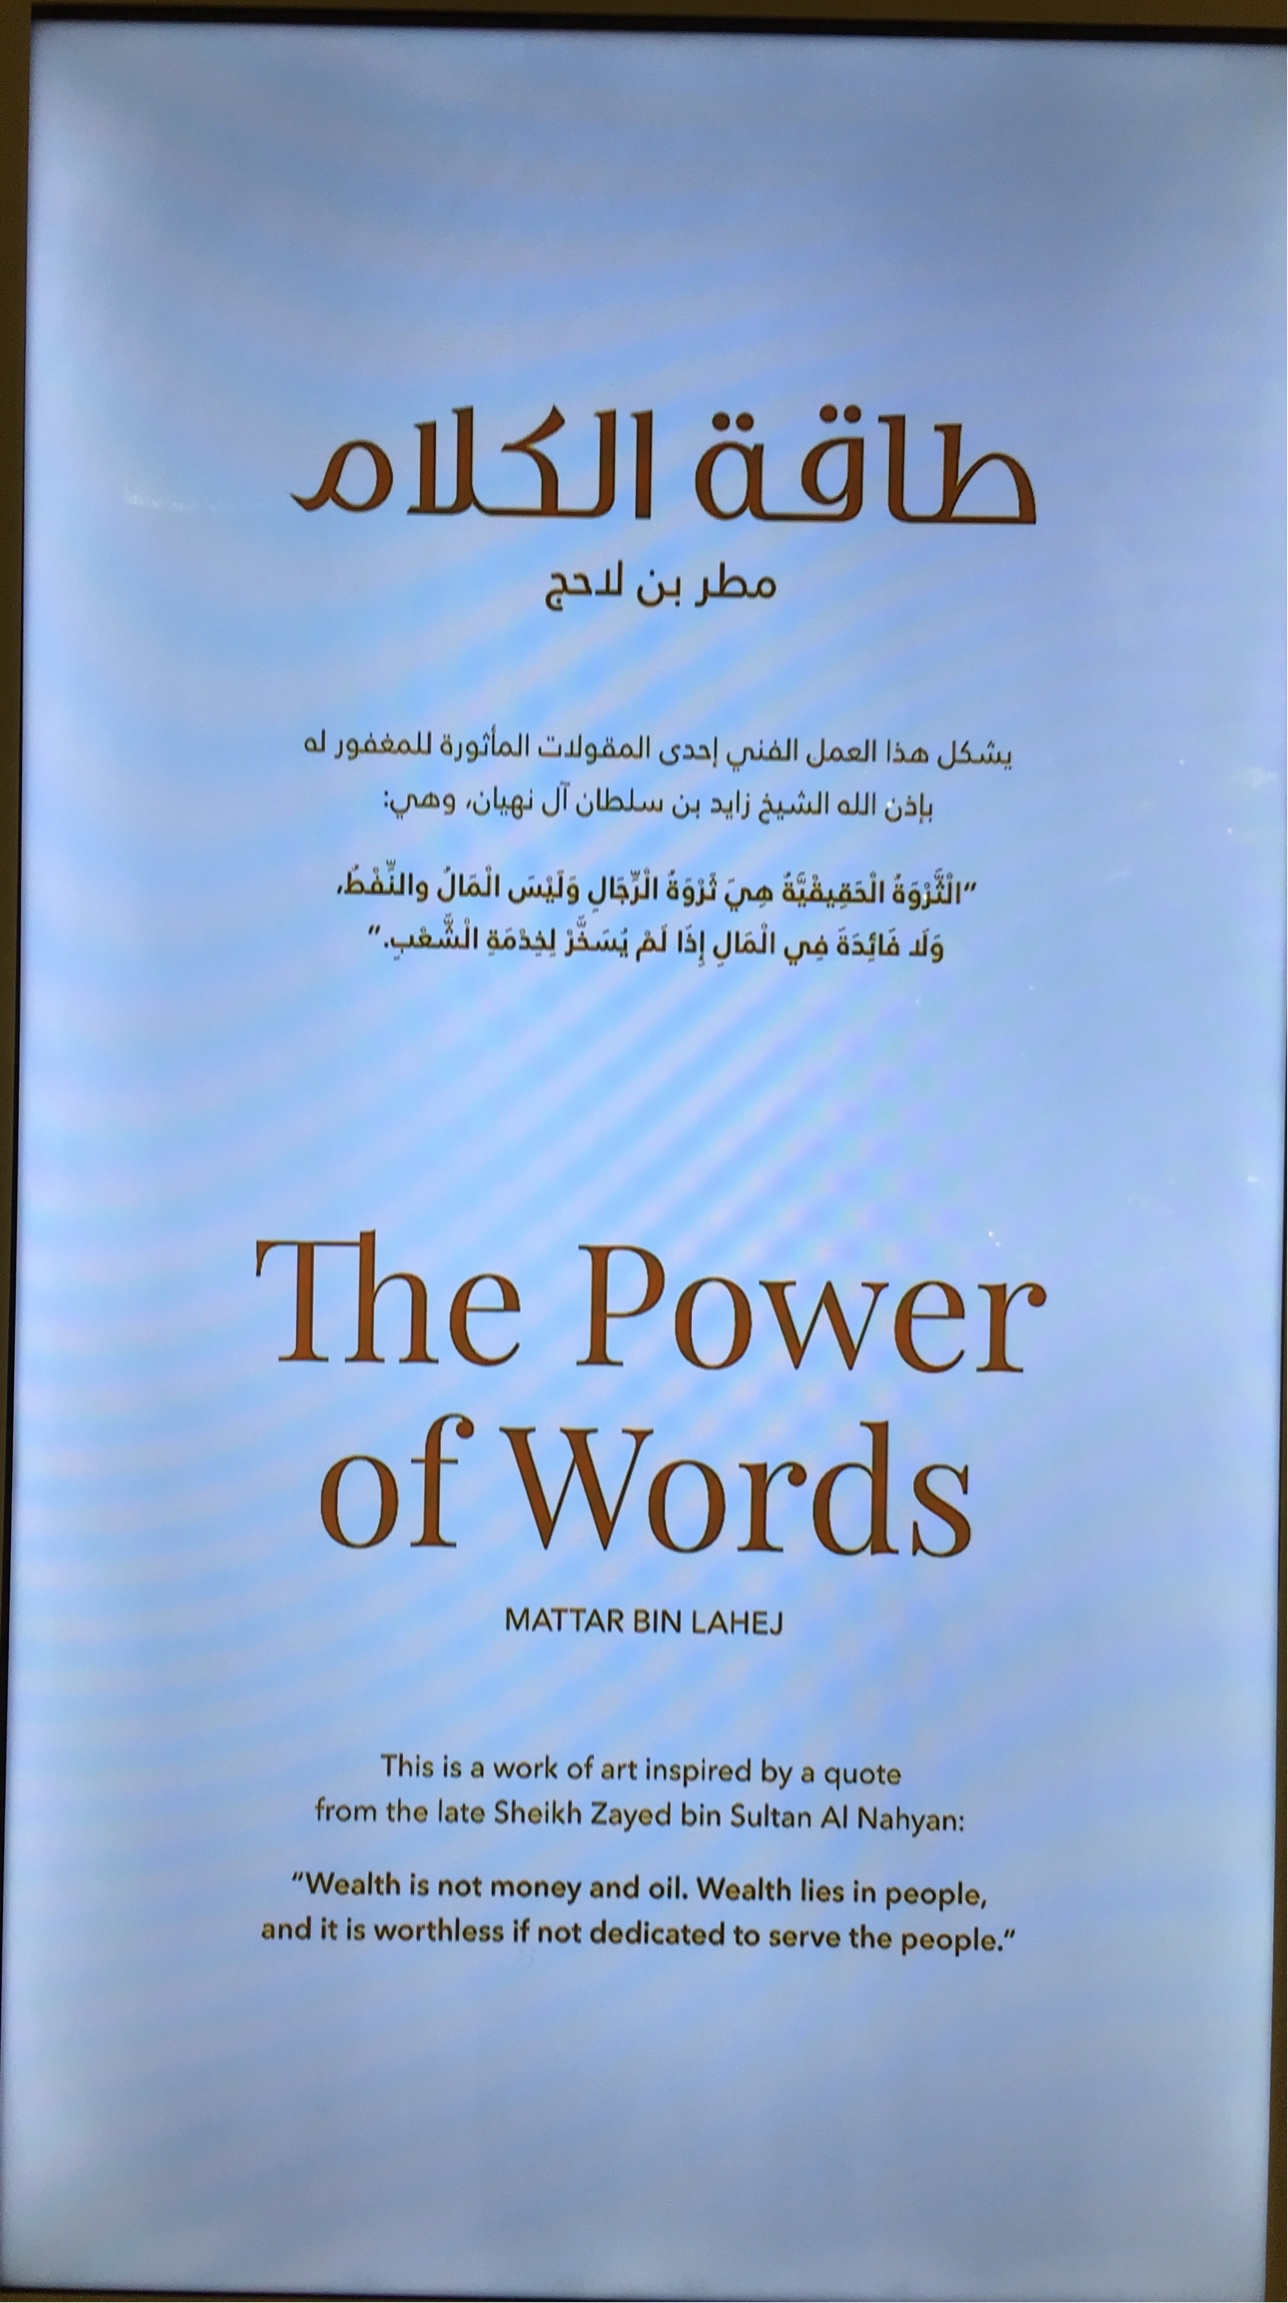 طاقة الكلام
مطر بن لاحج
يشكل هذا العمل الفني إحدى المقولات المأثورة للمغفور له
بإذن الله الشيخ زايد بن سلطان آل نهيان، وهي:
"الْثَّرْوَةُ الْحَقِيقْيَّةُ هِيَ ثَرْوَةُ الْرِّجَالِ وَلَيْسَ الْمَالُ والنِّفْطُ،
وَلَا فَائِدَةَ فِي الْمَالِ إِذَا لَمْ يُسَخَّرْ لِخِدْمَةِ الْشَّعْبِ."
The Power
of Words
MATTAR BIN LAHEJ
This is a work of art inspired by a quote
from the late Sheikh Zayed bin Sultan Al Nahyan:
"Wealth is not money and oil. Wealth lies in people,
and it is worthless if not dedicated to serve the people."